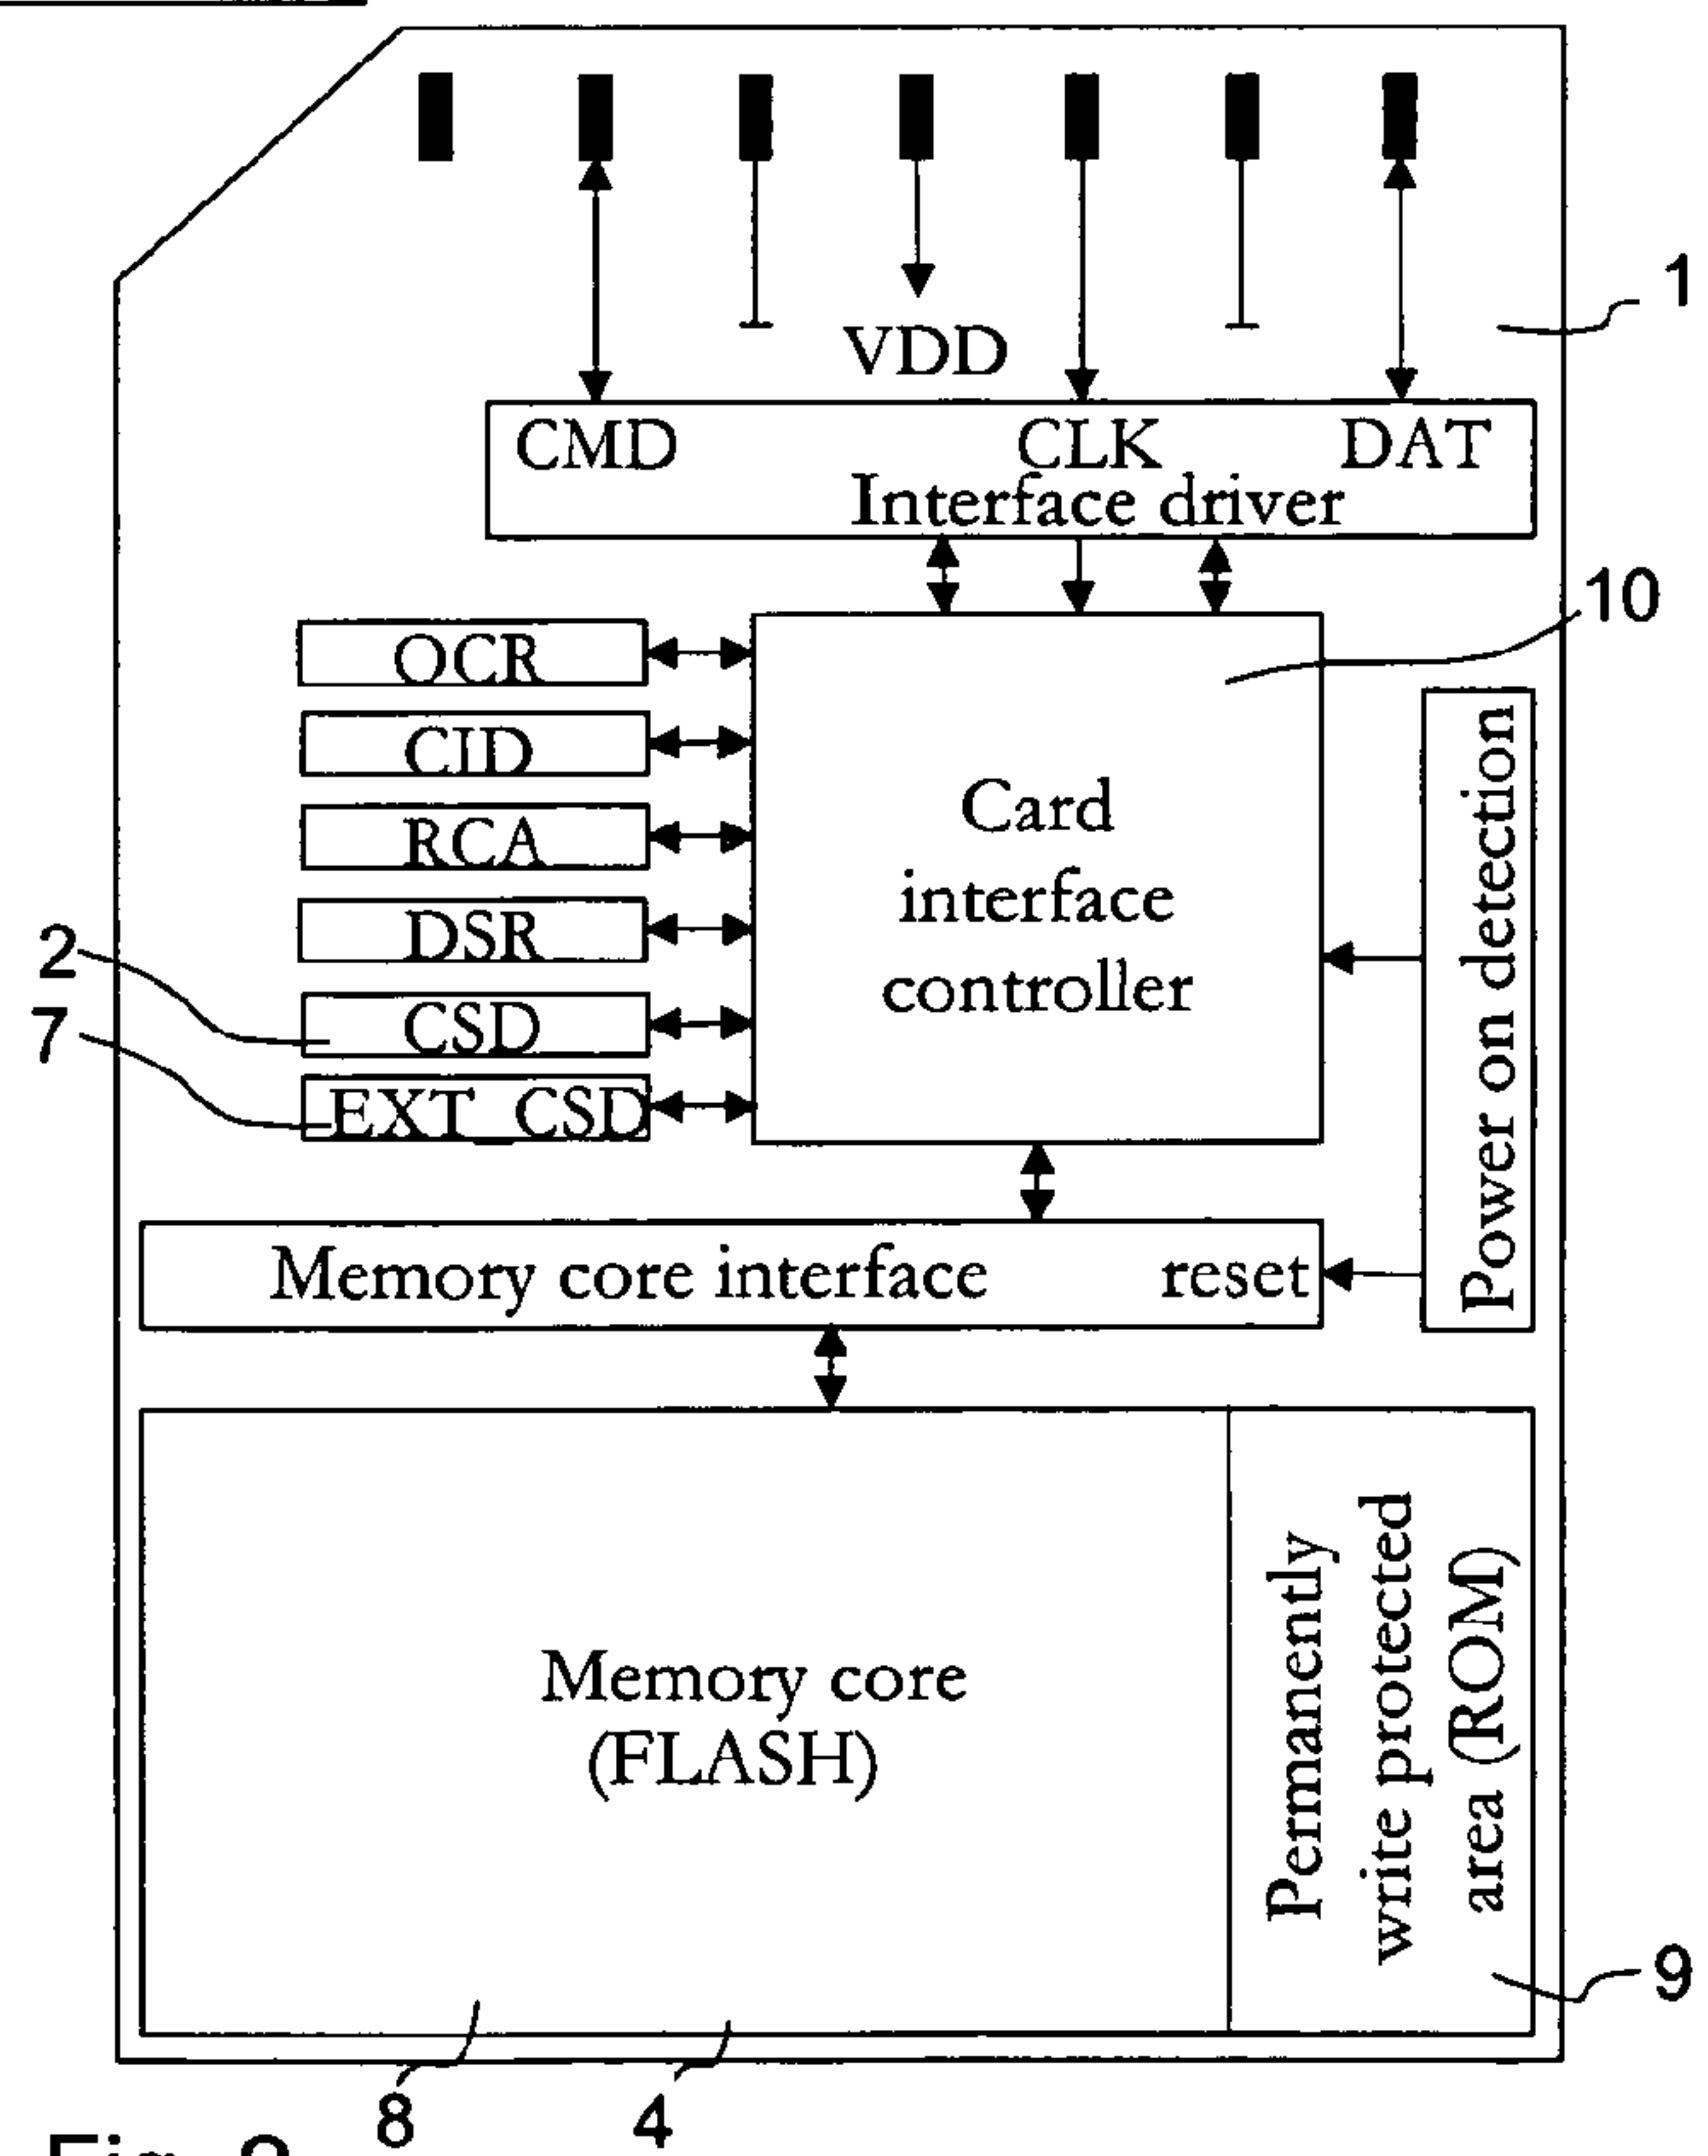 VDD
1
CMD CLK DAT
Interface driver
10
OCR
CID
RCA
DSR
2
CSD
7
EXT_CSD
Card
interface
controller
Power on detection
Memory core interface reset
Memory core
(FLASH)
Permanently
write protected
area (ROM)
9
8
4